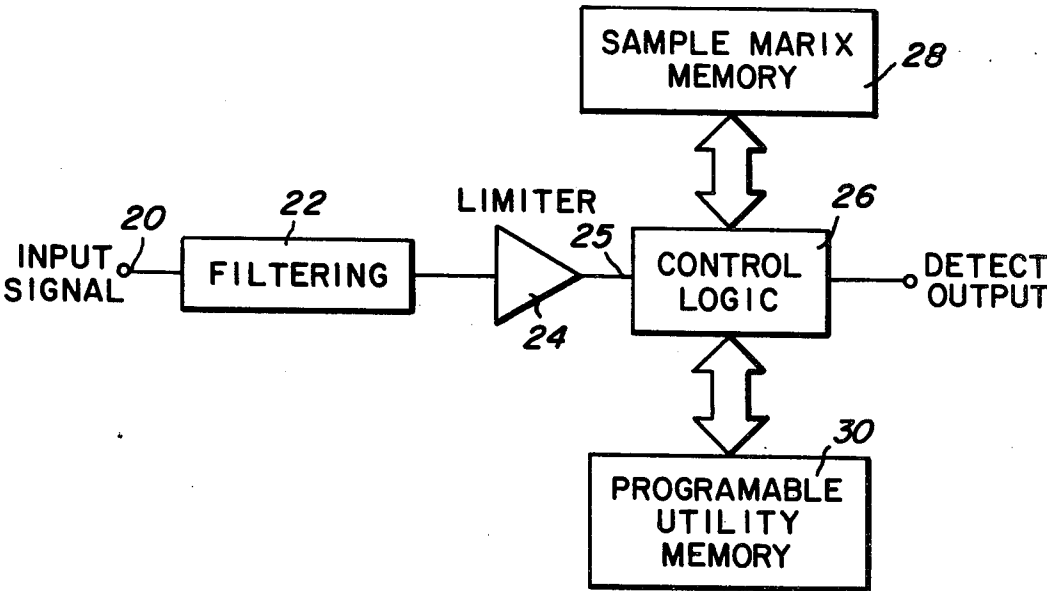 SAMPLE MARIX
MEMORY
28
LIMITER
20
22
25
26
INPUT
SIGNAL
FILTERING
24
CONTROL
LOGIC
DETECT
OUTPUT
30
PROGRAMABLE
UTILITY
MEMORY